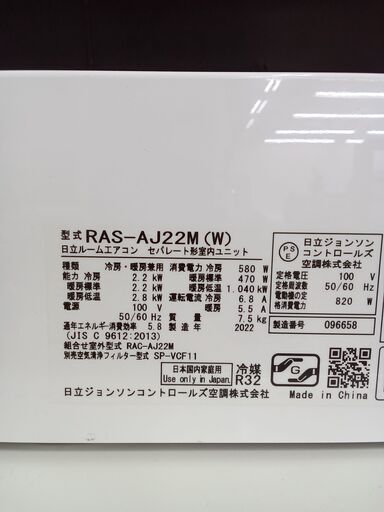 型式 RAS-AJ22M(W)
日立ルームエアコン セパレート形室内ユニット
種類 冷房・暖房兼用
能力 冷房 2.2 kW
暖房標準 2.2 kW
暖房低温 2.8 kW
電源 100 V
50/60 Hz
通年エネルギー消費効率 5.8
(JIS C 9612:2013)
組合せ室外型式 RAC-AJ22M
別売空気清浄フィルター型式 SP-VCF11
消費電力 冷房 580 W
暖房標準 470 W
暖房低温 1,040 kW
運転電流 冷房 6.8 A
暖房 5.5 A
7.5 kg
2022
PS
E
日立ジョンソン
コントロールズ
空調株式会社
定格電圧 100 V
定格周波数 50/60 Hz
電動機の定格消費電力 820 W
製造番号 096658
日立ジョンソンコントロールズ空調株式会社
日本国内家庭用
Use only in Japan.
冷媒
R32
G
Made in China